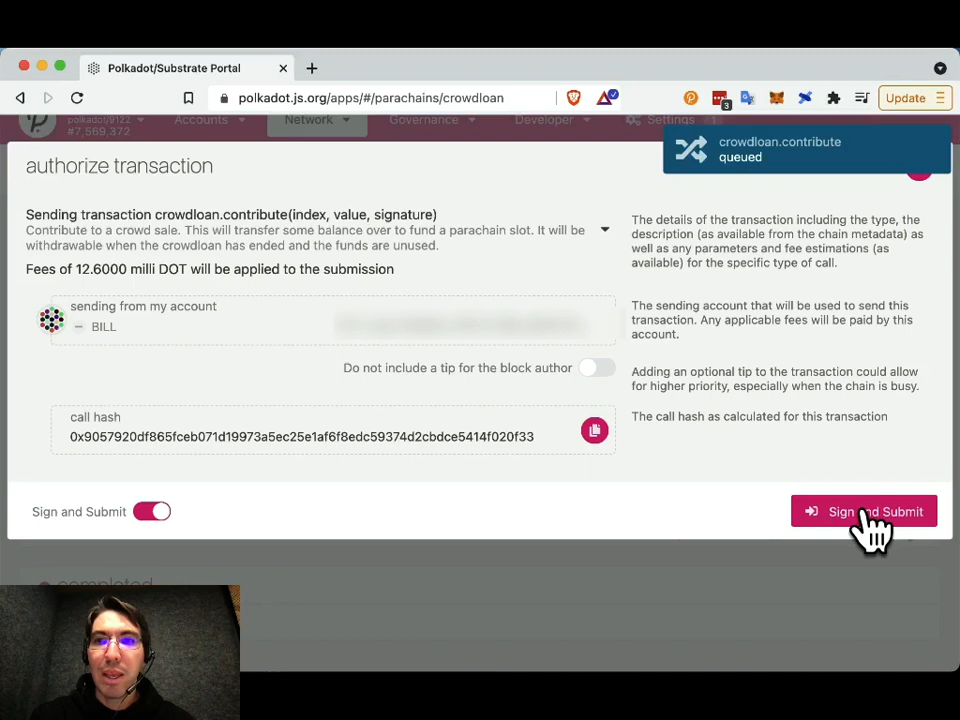 Polkadot/Substrate Portal
polkadot.js.org/apps/#/parachains/crowdloan
3
Update
polkadot/9122
#7,569,372
Accounts
Network
Governance
Developer
Settings
1
crowdloan.contribute
queued
authorize transaction
Sending transaction crowdloan.contribute(index, value, signature)
Contribute to a crowd sale. This will transfer some balance over to fund a parachain slot. It will be
withdrawable when the crowdloan has ended and the funds are unused.
Fees of 12.6000 milli DOT will be applied to the submission
The details of the transaction including the type, the
description (as available from the chain metadata) as
well as any parameters and fee estimations (as
available) for the specific type of call.
sending from my account
– BILL
The sending account that will be used to send this
transaction. Any applicable fees will be paid by this
account.
Do not include a tip for the block author
Adding an optional tip to the transaction could allow
for higher priority, especially when the chain is busy.
call hash
0x9057920df865fceb071d19973a5ec25e1af6f8edc59374d2cbdce5414f020f33
The call hash as calculated for this transaction
Sign and Submit
Sign and Submit
completed